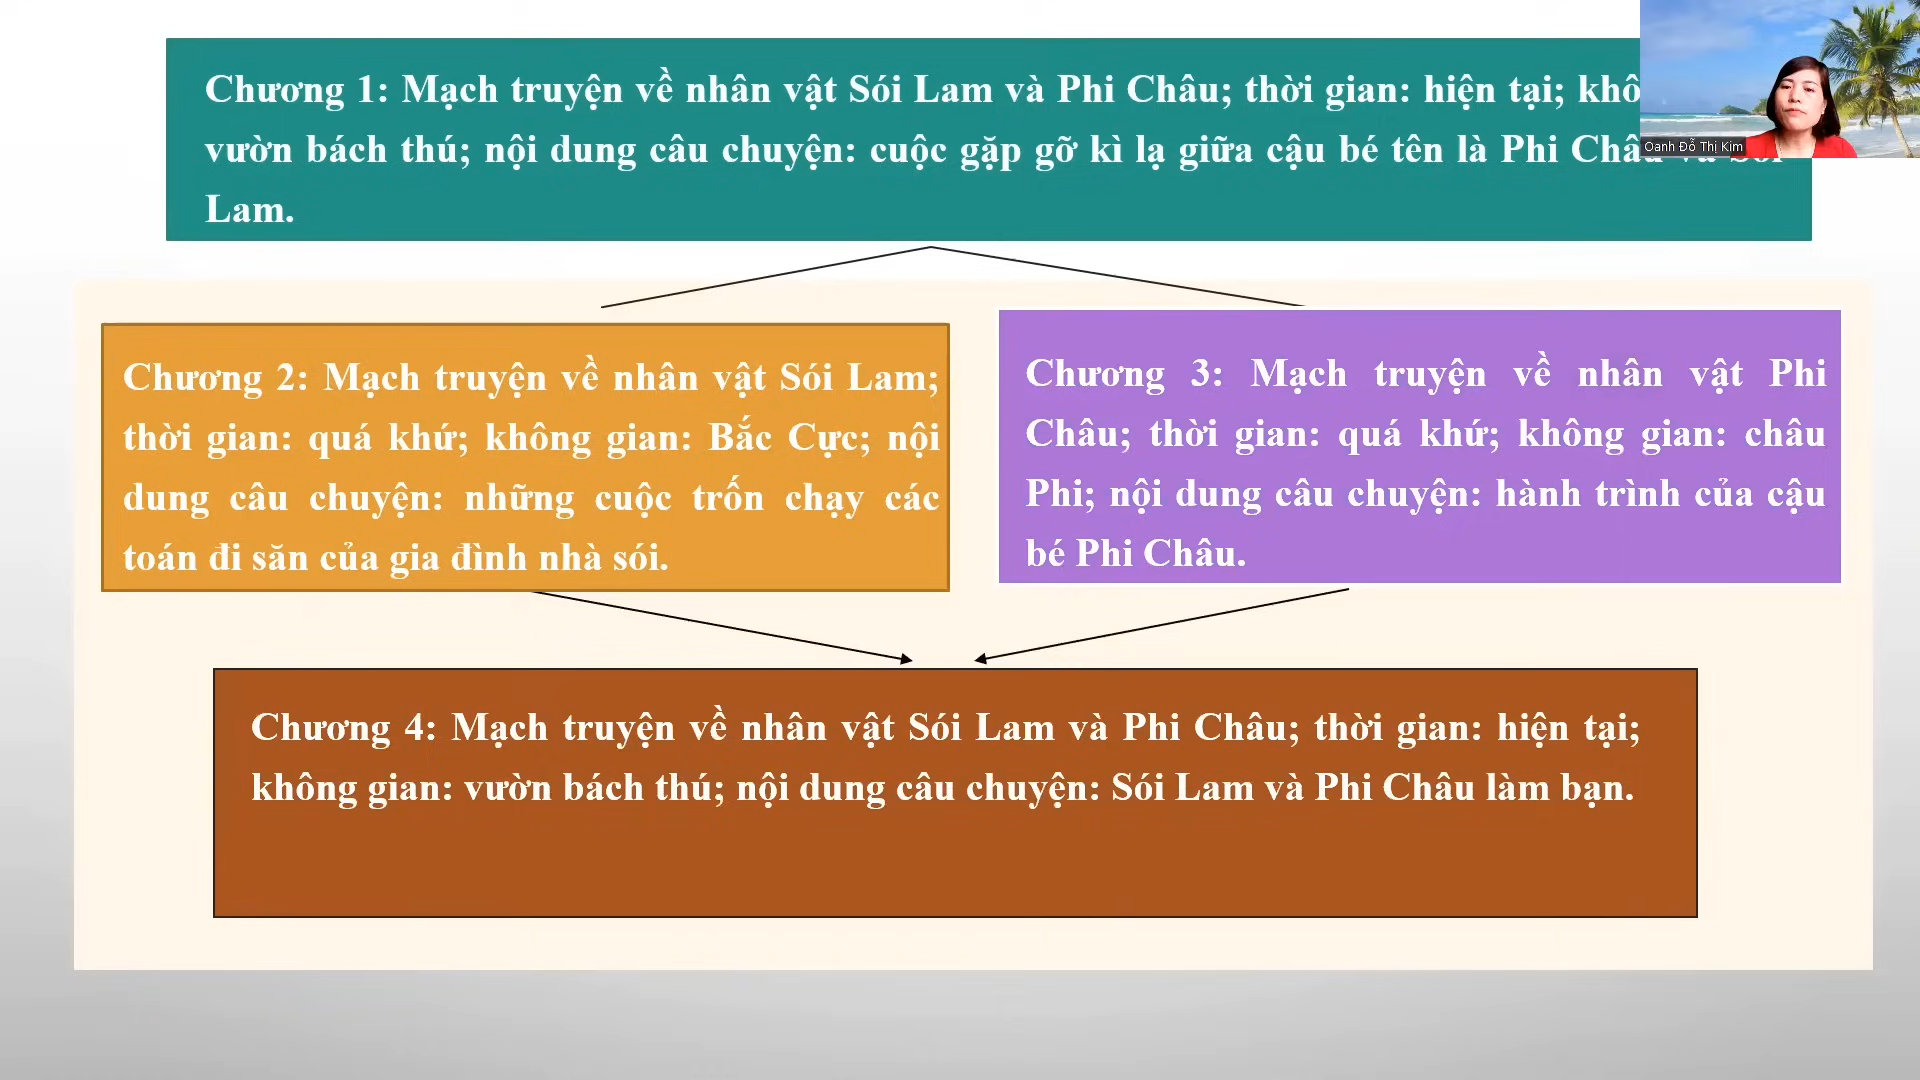 Chương 1: Mạch truyện về nhân vật Sói Lam và Phi Châu; thời gian: hiện tại;
vườn bách thú; nội dung câu chuyện: cuộc gặp gỡ kì lạ giữa cậu bé tên là Phi Châu và Sói
Lam.
Oanh Đỗ Thị Kim
Chương 2: Mạch truyện về nhân vật Sói Lam;
thời gian: quá khứ; không gian: Bắc Cực; nội
dung câu chuyện: những cuộc trốn chạy các
toán đi săn của gia đình nhà sói.
Chương 3: Mạch truyện về nhân vật Phi
Châu; thời gian: quá khứ; không gian: châu
Phi; nội dung câu chuyện: hành trình của cậu
bé Phi Châu.
Chương 4: Mạch truyện về nhân vật Sói Lam và Phi Châu; thời gian: hiện tại;
không gian: vườn bách thú; nội dung câu chuyện: Sói Lam và Phi Châu làm bạn.